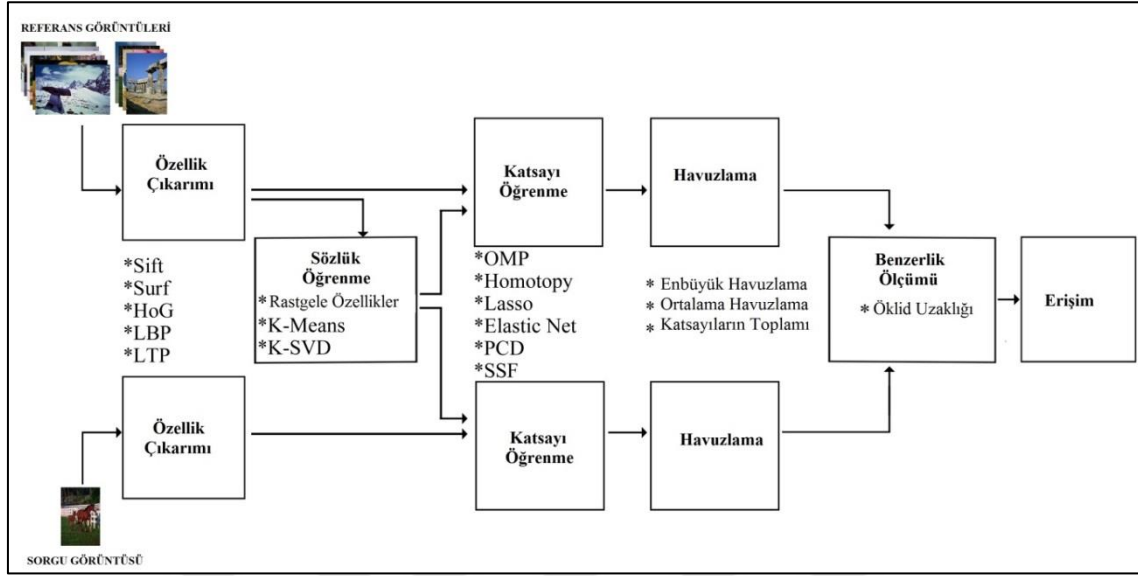 REFERANS GÖRÜNTÜLERİ
Özellik
Çıkarımı
*Sift
*Surf
*HoG
*LBP
*LTP
Sözlük
Öğrenme
*Rastgele Özellikler
*K-Means
*K-SVD
Katsayı
Öğrenme
*OMP
*Homotopy
*Lasso
*Elastic Net
*PCD
*SSF
Havuzlama
* Enbüyük Havuzlama
* Ortalama Havuzlama
* Katsayıların Toplamı
Benzerlik
Ölçümü
* Öklid Uzaklığı
Erişim
Özellik
Çıkarımı
Katsayı
Öğrenme
Havuzlama
SORGU GÖRÜNTÜSÜ